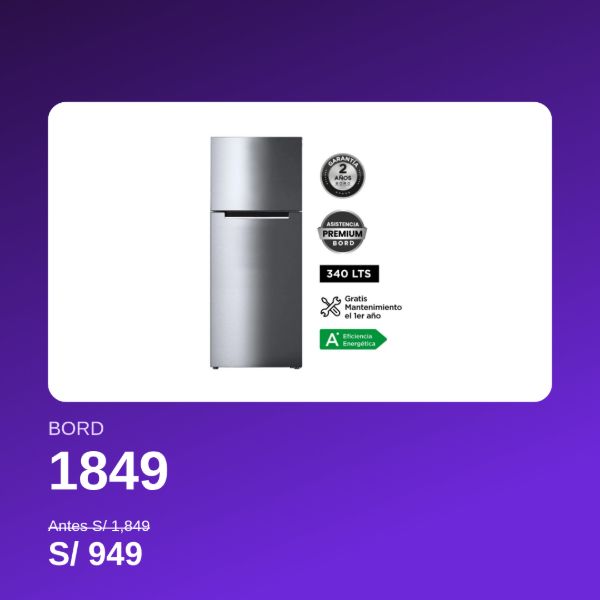 GARANTÍA
2
AÑOS
BORD
ASISTENCIA
PREMIUM
BORD
340 LTS
Gratis
Mantenimiento
el 1er año
A+ Eficiencia
Energética
BORD
1849
Antes S/ 1,849
S/ 949